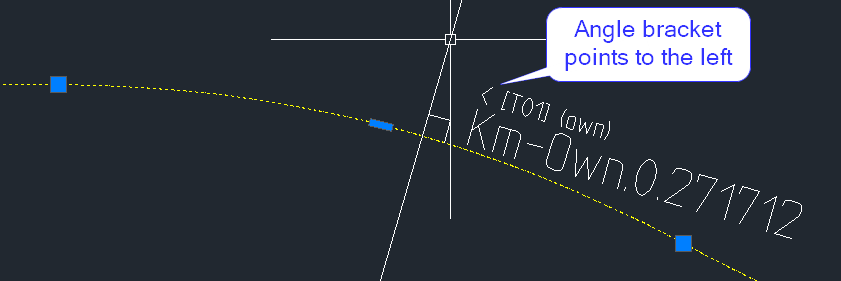 Angle bracket
points to the left
< [T01] (own)
Km-Own.0.271712